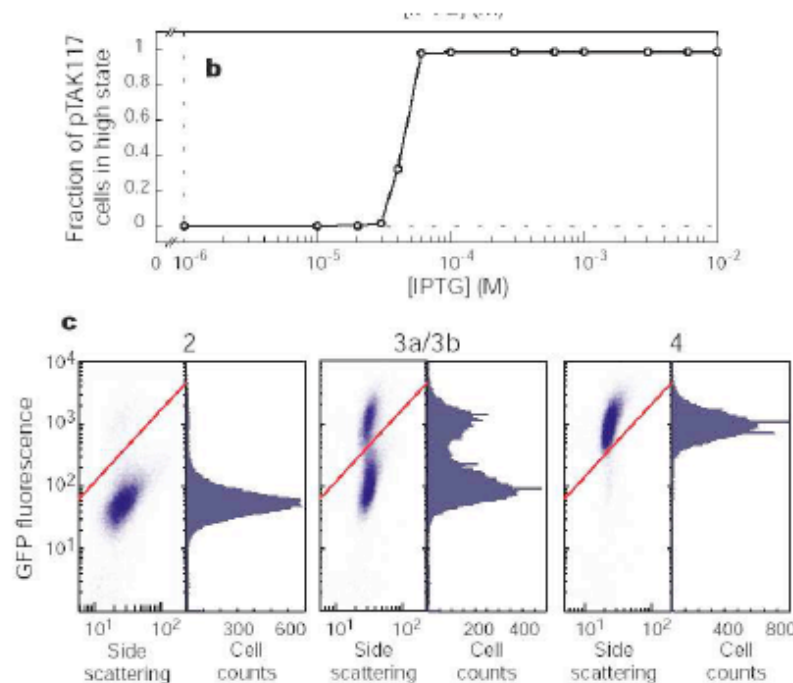 b
Fraction of pTAK117
cells in high state
1
0.8
0.6
0.4
0.2
0
0 10-6 10-5 10-4 10-3 10-2
[IPTG] (M)
c
2 3a/3b 4
GFP fluorescence
10⁴
10³
10²
10¹
10¹ 10² 300 600 10¹ 10² 200 400 10¹ 10² 400 800
Side Cell Side Cell Side Cell
scattering counts scattering counts scattering counts